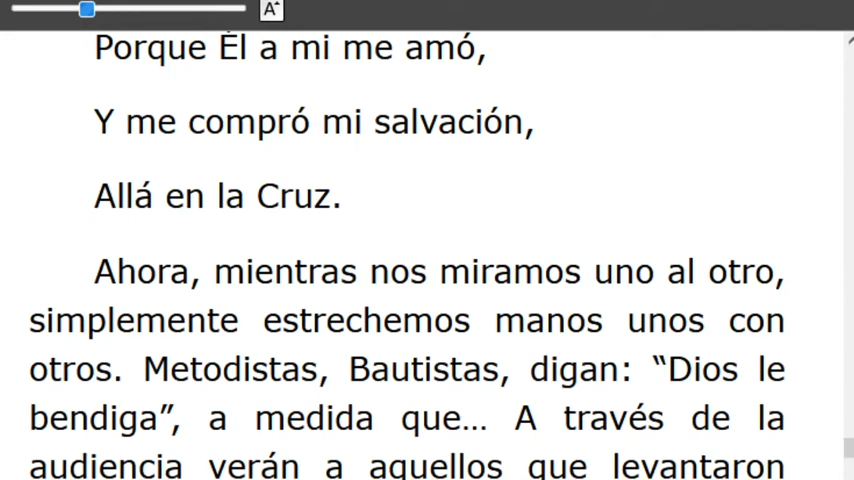 A
Porque Él a mi me amó,
Y me compró mi salvación,
Allá en la Cruz.
Ahora, mientras nos miramos uno al otro,
simplemente estrechemos manos unos con
otros. Metodistas, Bautistas, digan: “Dios le
bendiga”, a medida que… A través de la
audiencia verán a aquellos que levantaron